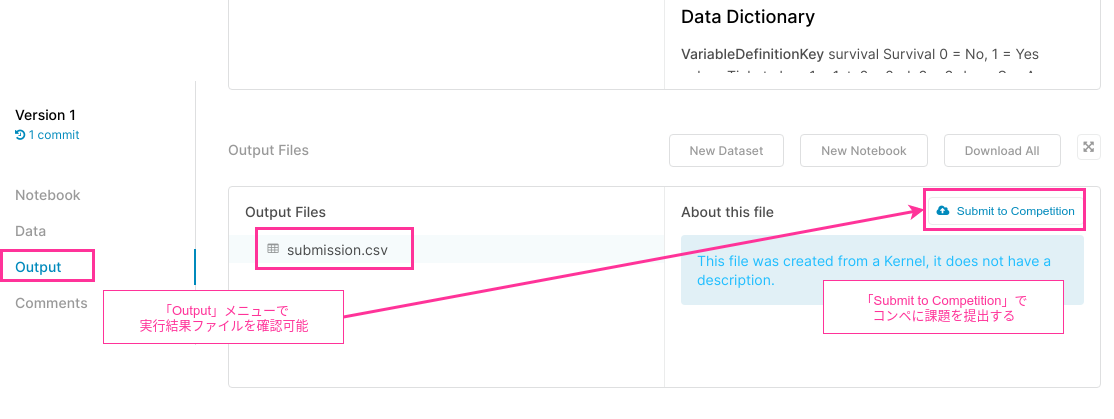 Data Dictionary
VariableDefinitionKey survival Survival 0 = No, 1 = Yes
Version 1
1 commit
Output Files
New Dataset
New Notebook
Download All
Notebook
Data
Output
Comments
Output Files
submission.csv
About this file
Submit to Competition
This file was created from a Kernel, it does not have a
description.
「Output」メニューで
実行結果ファイルを確認可能
「Submit to Competition」で
コンペに課題を提出する